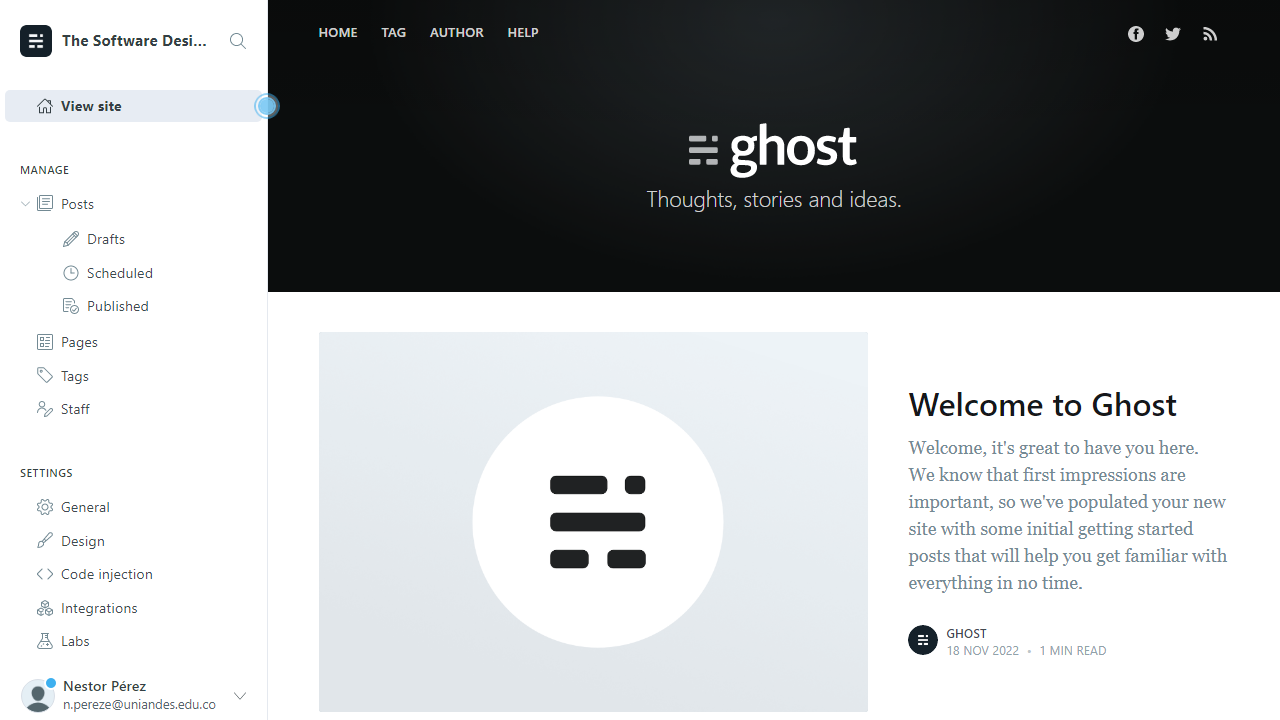 The Software Desi...
View site
MANAGE
Posts
Drafts
Scheduled
Published
Pages
Tags
Staff
SETTINGS
General
Design
Code injection
Integrations
Labs
Nestor Pérez
n.pereze@uniandes.edu.co
HOME TAG AUTHOR HELP
ghost
Thoughts, stories and ideas.
Welcome to Ghost
Welcome, it's great to have you here.
We know that first impressions are
important, so we've populated your new
site with some initial getting started
posts that will help you get familiar with
everything in no time.
GHOST
18 NOV 2022 • 1 MIN READ